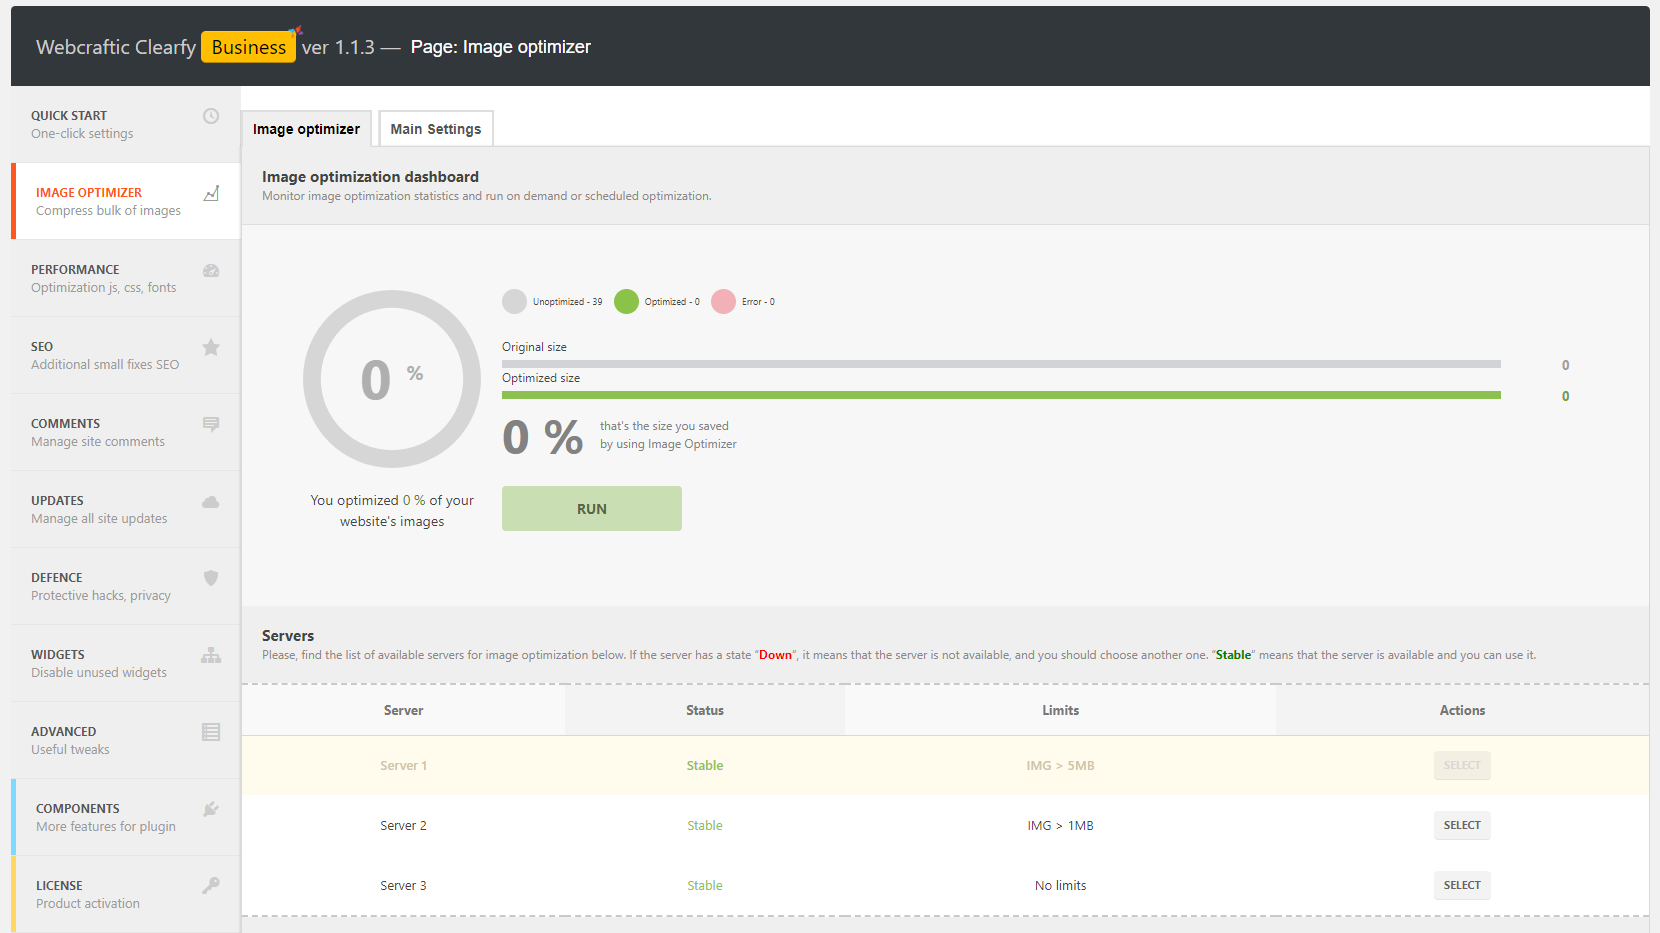 Webcraftic Clearfy Business ver 1.1.3 — Page: Image optimizer
QUICK START
One-click settings
IMAGE OPTIMIZER
Compress bulk of images
PERFORMANCE
Optimization js, css, fonts
SEO
Additional small fixes SEO
COMMENTS
Manage site comments
UPDATES
Manage all site updates
DEFENCE
Protective hacks, privacy
WIDGETS
Disable unused widgets
ADVANCED
Useful tweaks
COMPONENTS
More features for plugin
LICENSE
Product activation
Image optimizer Main Settings
Image optimization dashboard
Monitor image optimization statistics and run on demand or scheduled optimization.
0 %
You optimized 0 % of your
website's images
Unoptimized - 39 Optimized - 0 Error - 0
Original size
0
Optimized size
0
0 %
that's the size you saved
by using Image Optimizer
RUN
Servers
Please, find the list of available servers for image optimization below. If the server has a state “Down”, it means that the server is not available, and you should choose another one. “Stable” means that the server is available and you can use it.
Server Status Limits Actions
Server 1 Stable IMG > 5MB SELECT
Server 2 Stable IMG > 1MB SELECT
Server 3 Stable No limits SELECT